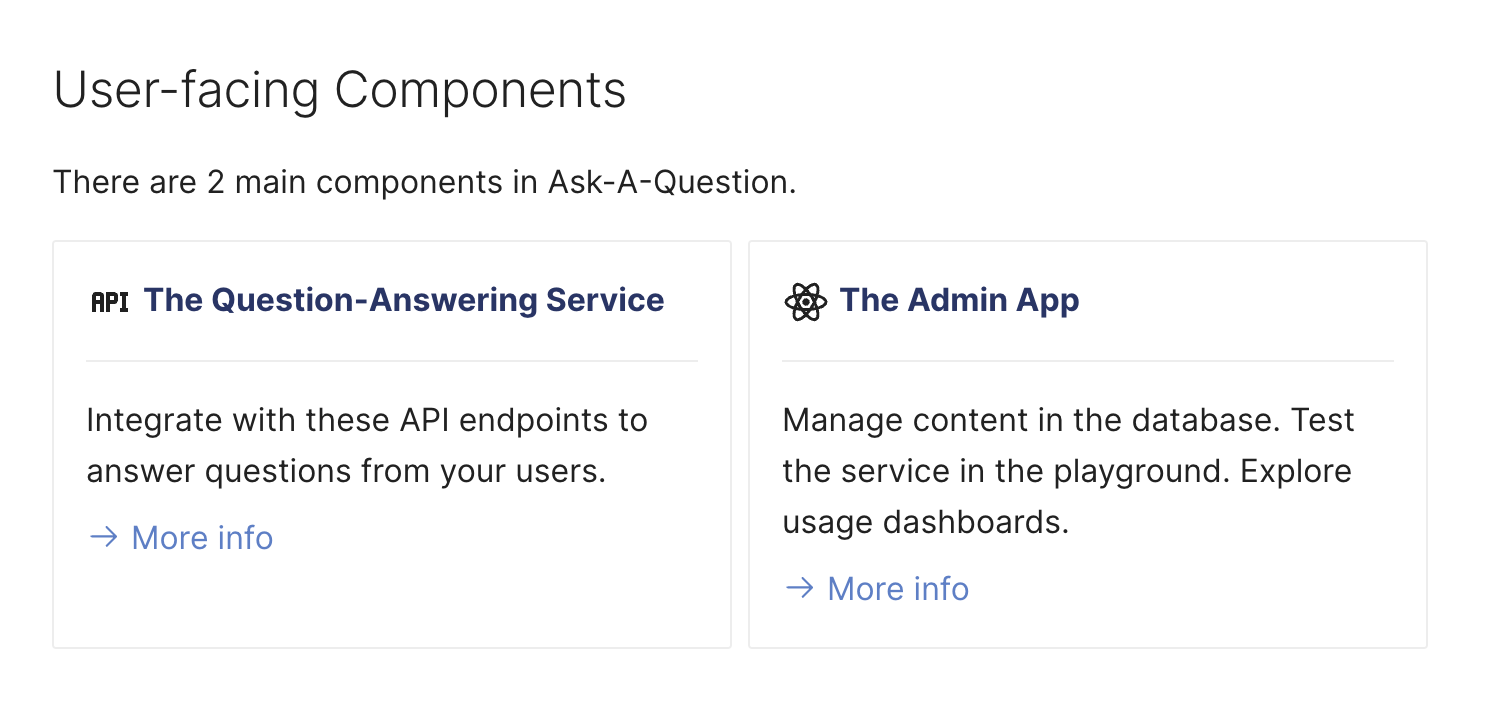 User-facing Components
There are 2 main components in Ask-A-Question.
API The Question-Answering Service
Integrate with these API endpoints to
answer questions from your users.
→ More info
The Admin App
Manage content in the database. Test
the service in the playground. Explore
usage dashboards.
→ More info